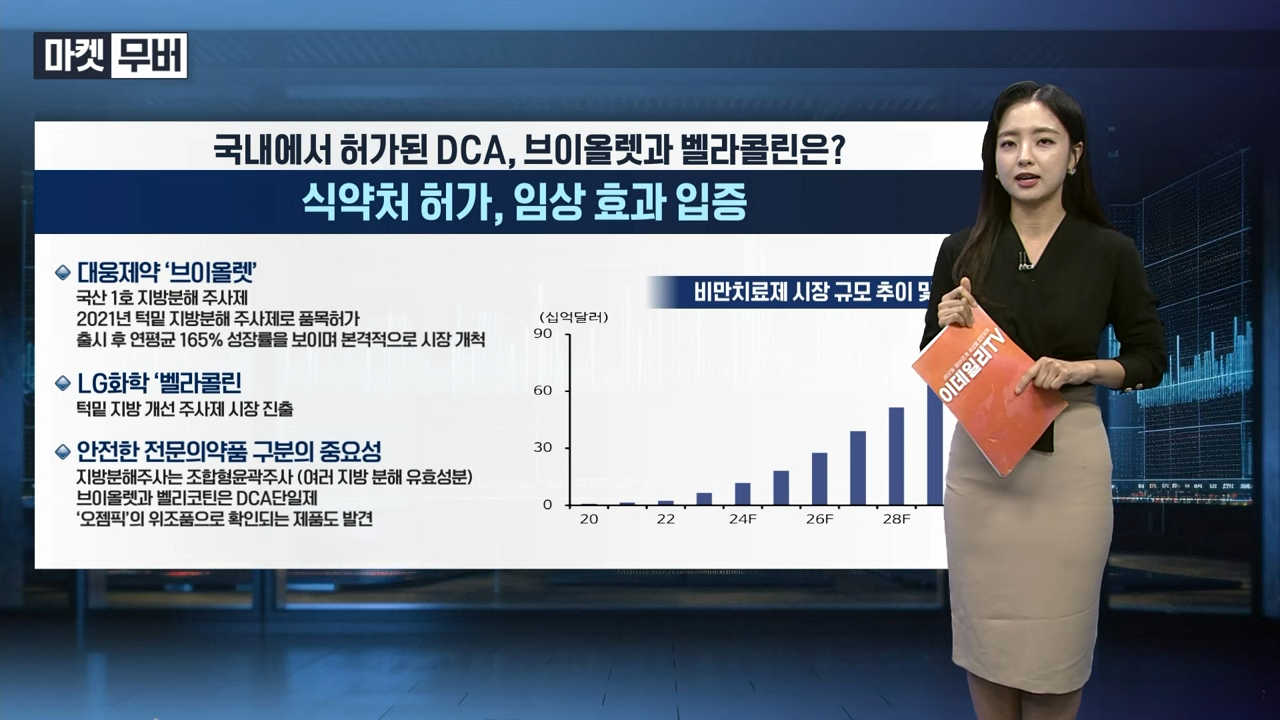 마켓무버
국내에서 허가된 DCA, 브이올렛과 벨라콜린은?
식약처 허가, 임상 효과 입증
대웅제약 ‘브이올렛’
국산 1호 지방분해 주사제
2021년 턱밑 지방분해 주사제로 품목허가
출시 후 연평균 165% 성장률을 보이며 본격적으로 시장 개척
LG화학 ‘벨라콜린
턱밑 지방 개선 주사제 시장 진출
안전한 전문의약품 구분의 중요성
지방분해주사는 조합형윤곽주사 (여러 지방 분해 유효성분)
브이올렛과 벨리코틴은 DCA단일제
‘오젬픽’의 위조품으로 확인되는 제품도 발견
비만치료제 시장 규모 추이 및
(십억달러)
90
60
30
0
20 22 24F 26F 28F
이데일리TV